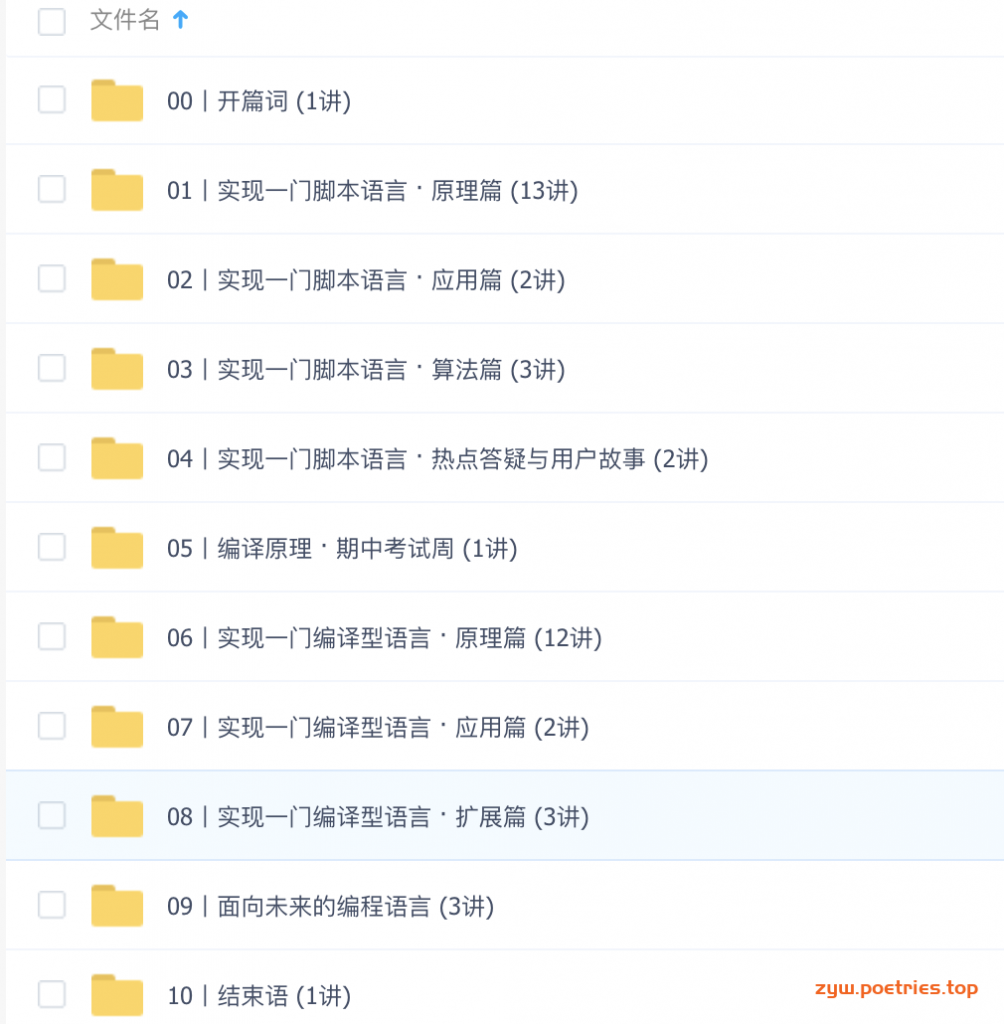 文件名
00丨开篇词 (1讲)
01丨实现一门脚本语言 · 原理篇 (13讲)
02丨实现一门脚本语言 · 应用篇 (2讲)
03丨实现一门脚本语言 · 算法篇 (3讲)
04丨实现一门脚本语言 · 热点答疑与用户故事 (2讲)
05丨编译原理 · 期中考试周 (1讲)
06丨实现一门编译型语言 · 原理篇 (12讲)
07丨实现一门编译型语言 · 应用篇 (2讲)
08丨实现一门编译型语言 · 扩展篇 (3讲)
09丨面向未来的编程语言 (3讲)
10丨结束语 (1讲)
zyw.poetries.top